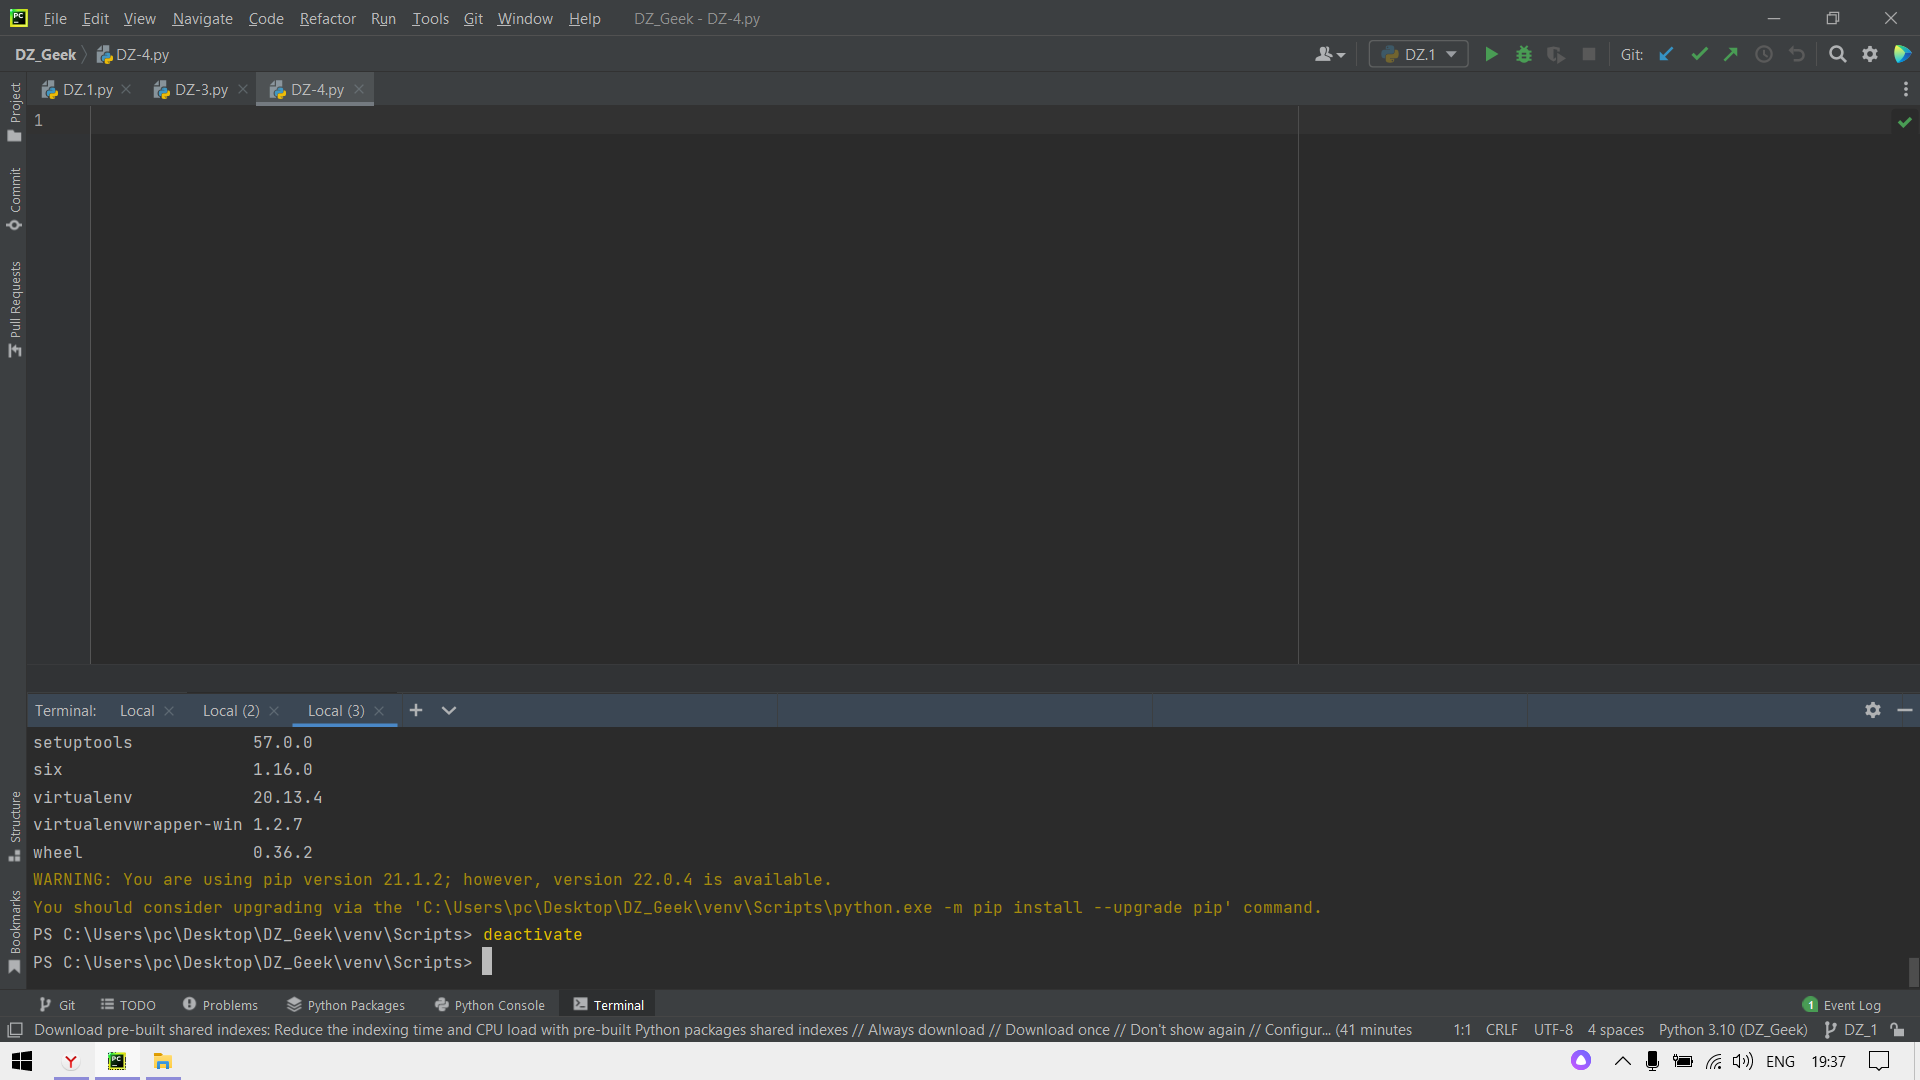 File Edit View Navigate Code Refactor Run Tools Git Window Help DZ_Geek - DZ-4.py
DZ_Geek DZ-4.py DZ.1 Git:
DZ.1.py DZ-3.py DZ-4.py
1
Project
Commit
Pull Requests
Structure
Bookmarks
Terminal: Local Local (2) Local (3)
setuptools 57.0.0
six 1.16.0
virtualenv 20.13.4
virtualenvwrapper-win 1.2.7
wheel 0.36.2
WARNING: You are using pip version 21.1.2; however, version 22.0.4 is available.
You should consider upgrading via the 'C:\Users\pc\Desktop\DZ_Geek\venv\Scripts\python.exe -m pip install --upgrade pip' command.
PS C:\Users\pc\Desktop\DZ_Geek\venv\Scripts> deactivate
PS C:\Users\pc\Desktop\DZ_Geek\venv\Scripts>
Git TODO Problems Python Packages Python Console Terminal 1 Event Log
Download pre-built shared indexes: Reduce the indexing time and CPU load with pre-built Python packages shared indexes // Always download // Download once // Don't show again // Configur... (41 minutes 1:1 CRLF UTF-8 4 spaces Python 3.10 (DZ_Geek) DZ_1
ENG 19:37